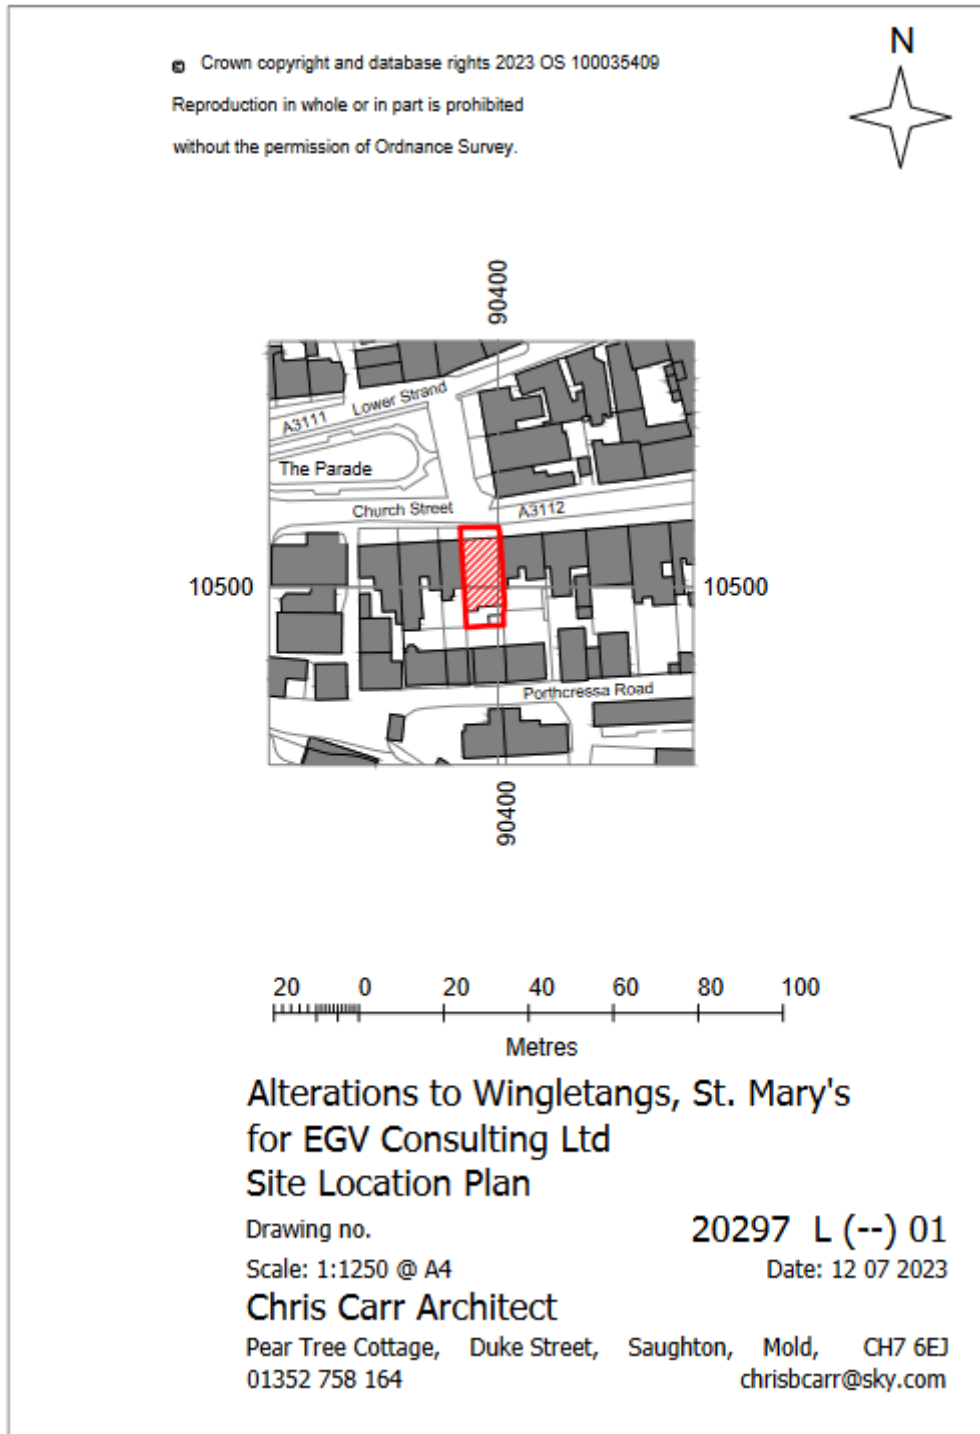 © Crown copyright and database rights 2023 OS 100035409
Reproduction in whole or in part is prohibited
without the permission of Ordnance Survey.
N
90400
Lower Strand
A3111
The Parade
Church Street
A3112
10500
10500
Porthcressa Road
90400
20 0 20 40 60 80 100
Metres
Alterations to Wingletangs, St. Mary's
for EGV Consulting Ltd
Site Location Plan
Drawing no. 20297 L (--) 01
Scale: 1:1250 @ A4 Date: 12 07 2023
Chris Carr Architect
Pear Tree Cottage, Duke Street, Saughton, Mold, CH7 6EJ
01352 758 164 chrisbcarr@sky.com